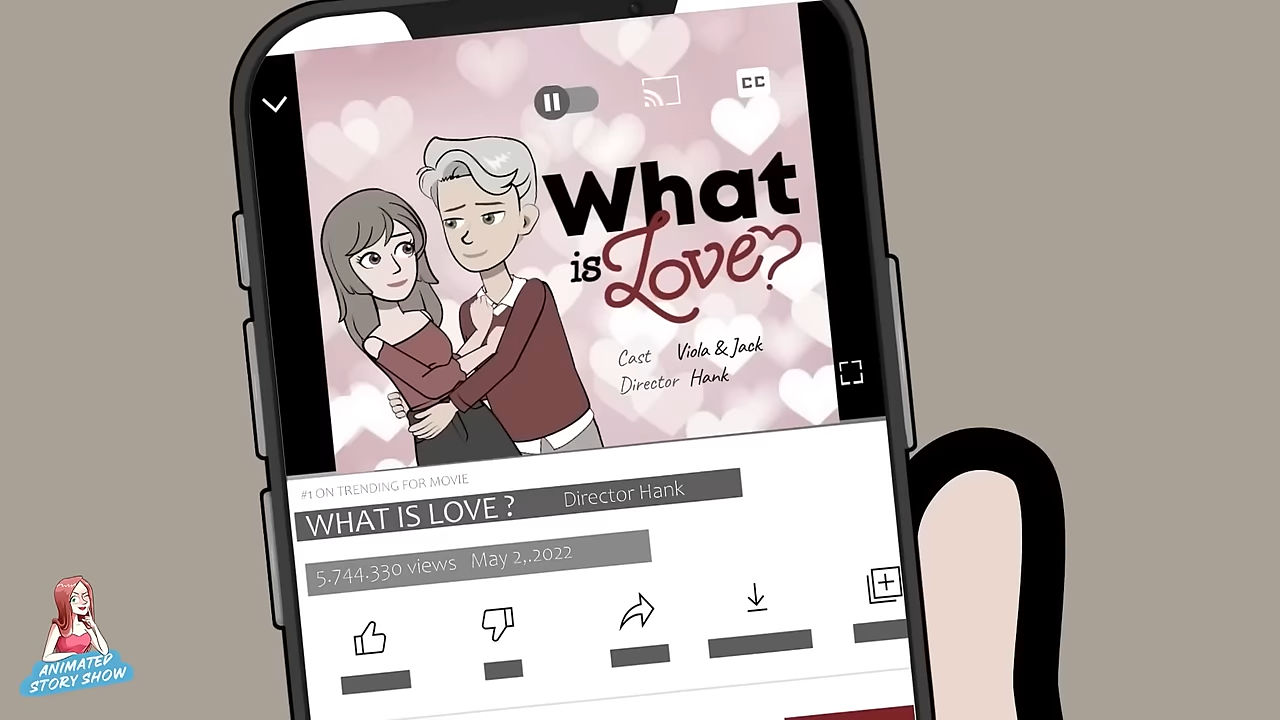 CC
What
is Love?
Cast Viola & Jack
Director Hank
#1 ON TRENDING FOR MOVIE
WHAT IS LOVE ? Director Hank
5.744.330 views May 2,.2022
ANIMATED
STORY SHOW